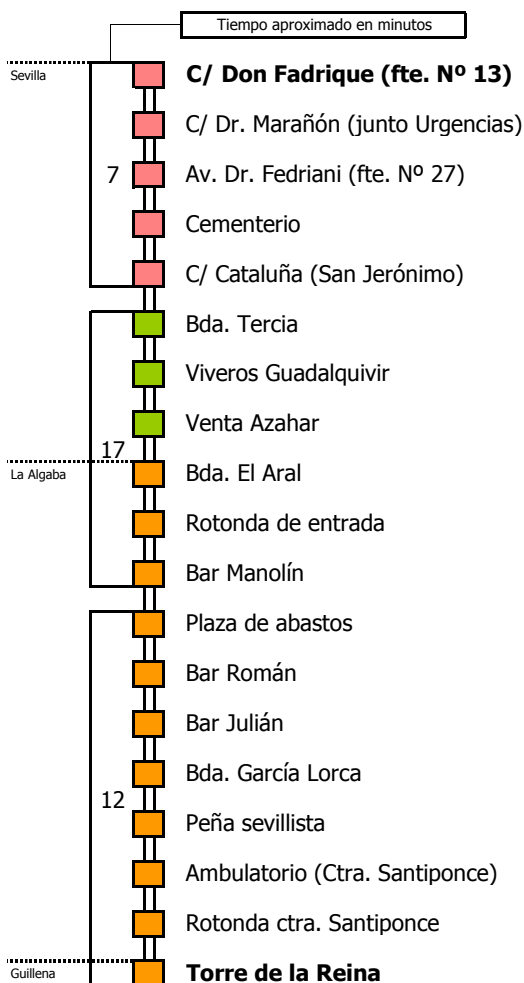 Tiempo aproximado en minutos
Sevilla
C/ Don Fadrique (fte. Nº 13)
C/ Dr. Marañón (junto Urgencias)
7
Av. Dr. Fedriani (fte. Nº 27)
Cementerio
C/ Cataluña (San Jerónimo)
Bda. Tercia
Viveros Guadalquivir
Venta Azahar
17
La Algaba
Bda. El Aral
Rotonda de entrada
Bar Manolín
Plaza de abastos
Bar Román
Bar Julián
Bda. García Lorca
12
Peña sevillista
Ambulatorio (Ctra. Santiponce)
Rotonda ctra. Santiponce
Guillena
Torre de la Reina